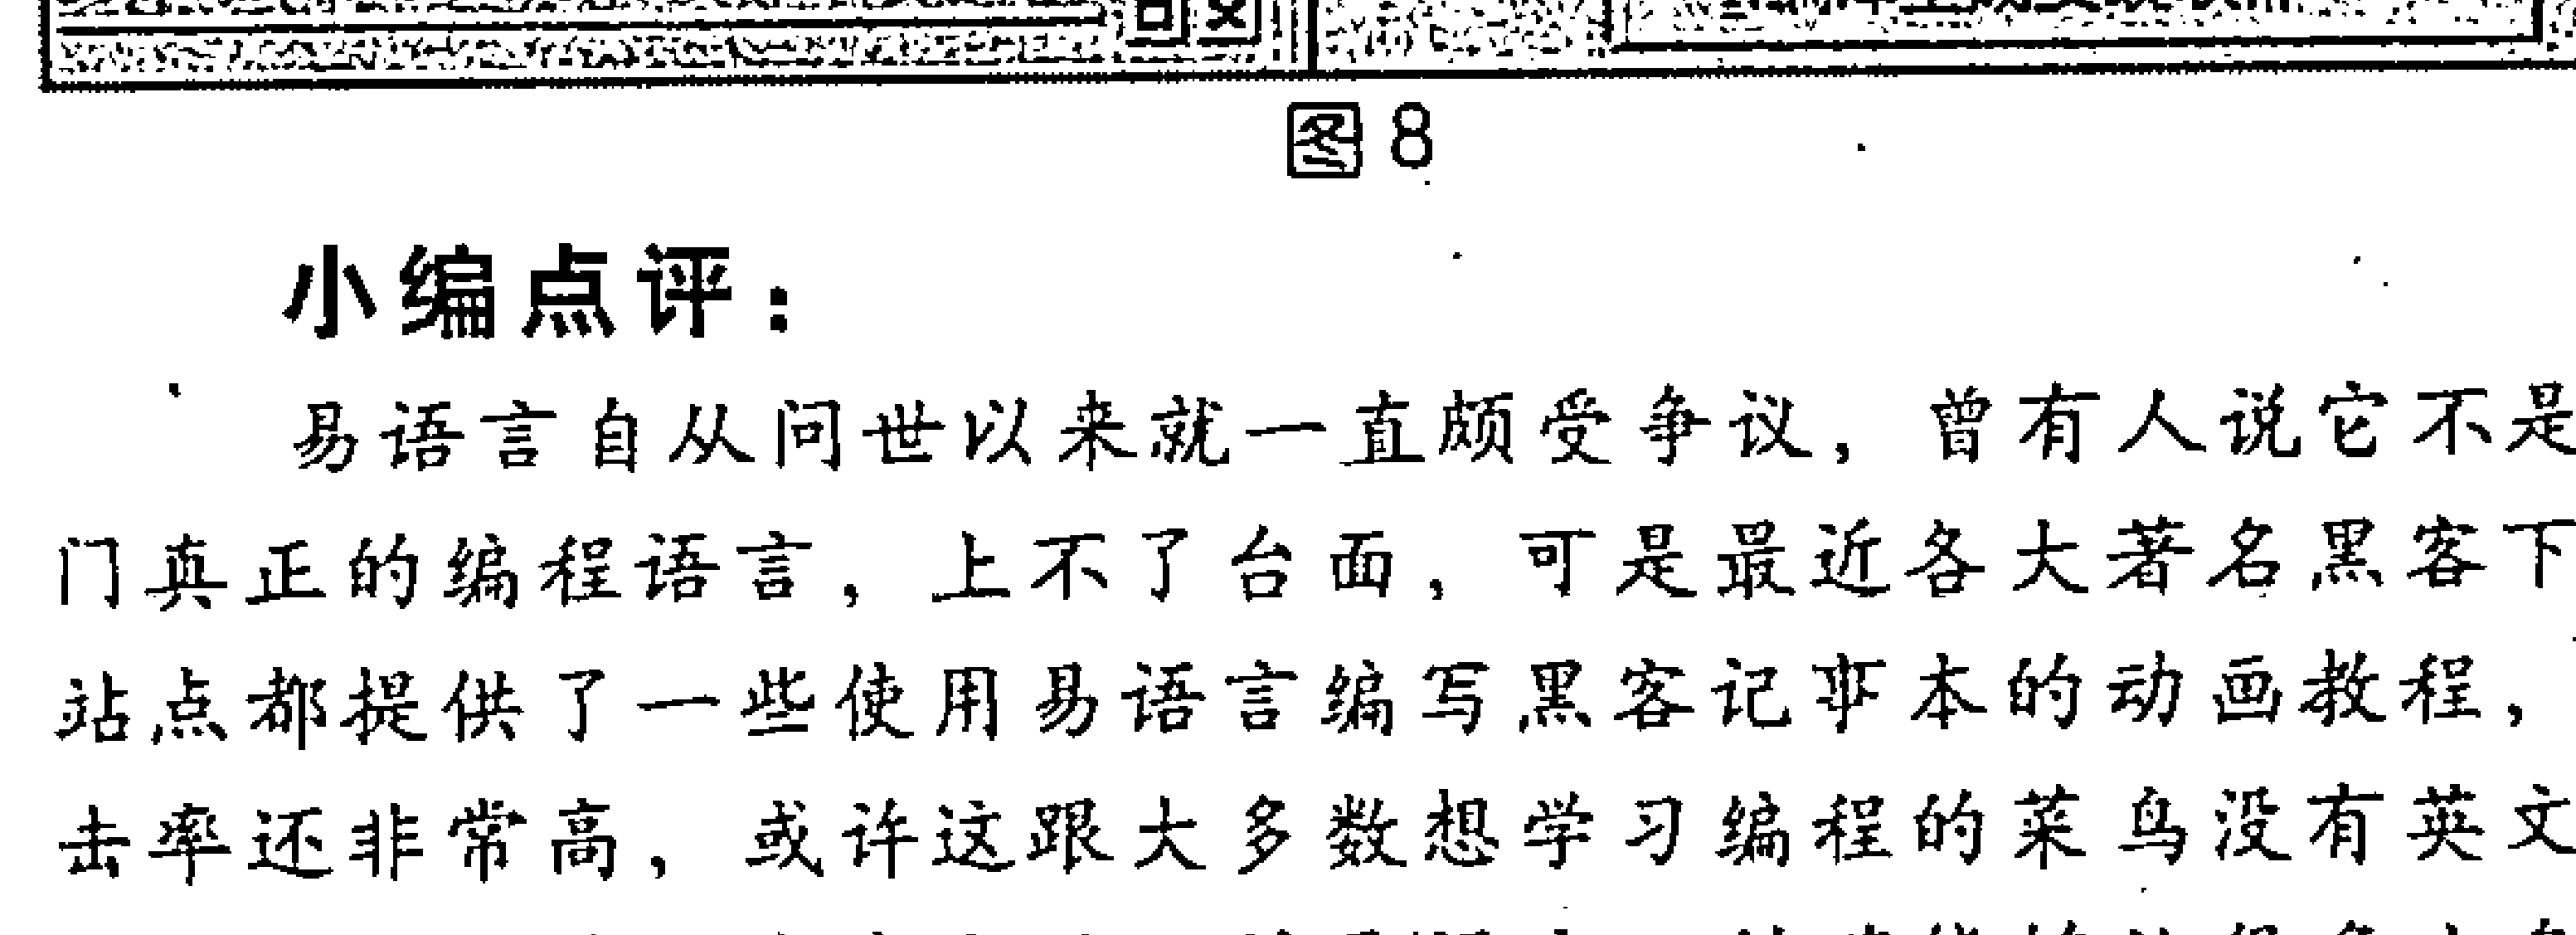 图8
小编点评：
易语言自从问世以来就一直颇受争议，曾有人说它不是
门真正的编程语言，上不了台面，可是最近各大著名黑客下
站点都提供了一些使用易语言编写黑客记事本的动画教程，
击率还非常高，或许这跟大多数想学习编程的菜鸟没有英文